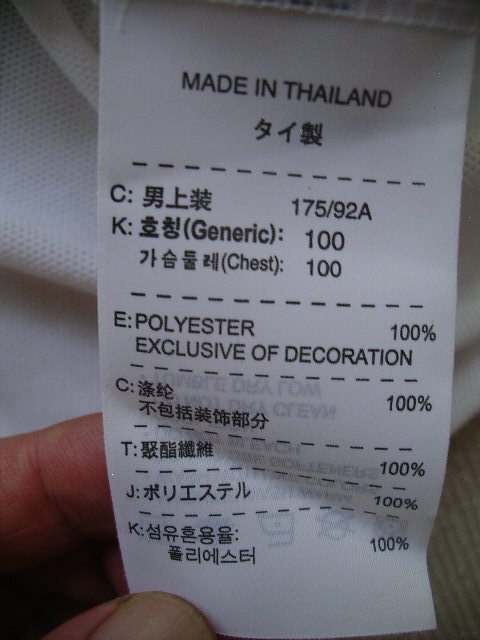 MADE IN THAILAND
タイ製
C: 男上装 175/92A
K: 호칭(Generic): 100
가슴둘레(Chest): 100
E: POLYESTER 100%
EXCLUSIVE OF DECORATION
C: 涤纶 100%
不包括装饰部分
T: 聚酯纖維 100%
J: ポリエステル 100%
K: 섬유혼용율: 100%
폴리에스터